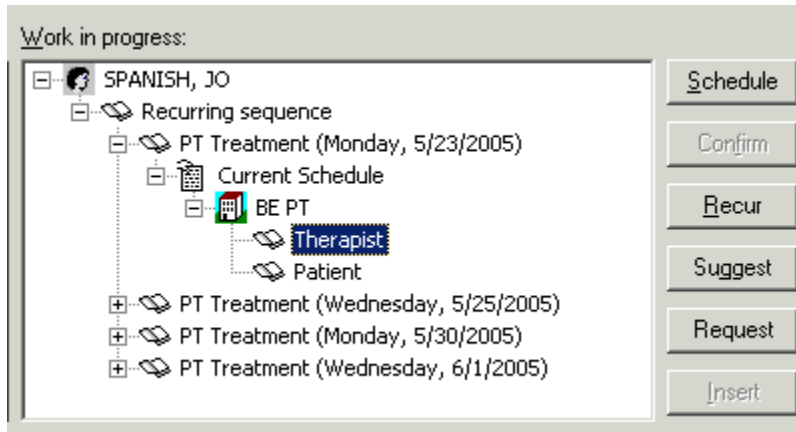 Work in progress:
SPANISH, JO
Schedule
Recurring sequence
PT Treatment (Monday, 5/23/2005)
Confirm
Current Schedule
BE PT
Recur
Therapist
Patient
Suggest
PT Treatment (Wednesday, 5/25/2005)
PT Treatment (Monday, 5/30/2005)
Request
PT Treatment (Wednesday, 6/1/2005)
Insert